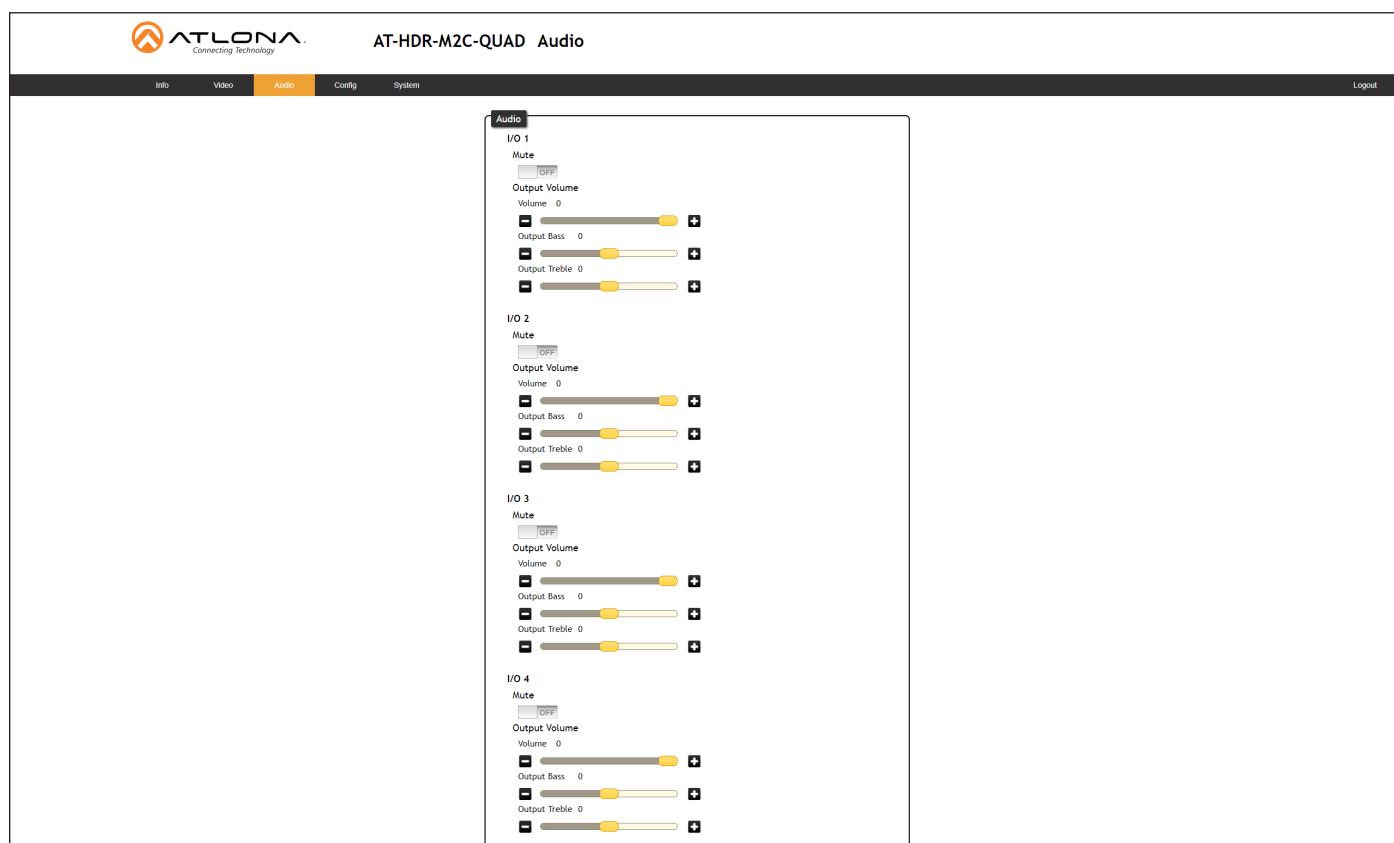 ATLONA.
Connecting Technology
AT-HDR-M2C-QUAD Audio
Info Video Audio Config System Logout
Audio
I/O 1
Mute
OFF
Output Volume
Volume 0
Output Bass 0
Output Treble 0
I/O 2
Mute
OFF
Output Volume
Volume 0
Output Bass 0
Output Treble 0
I/O 3
Mute
OFF
Output Volume
Volume 0
Output Bass 0
Output Treble 0
I/O 4
Mute
OFF
Output Volume
Volume 0
Output Bass 0
Output Treble 0